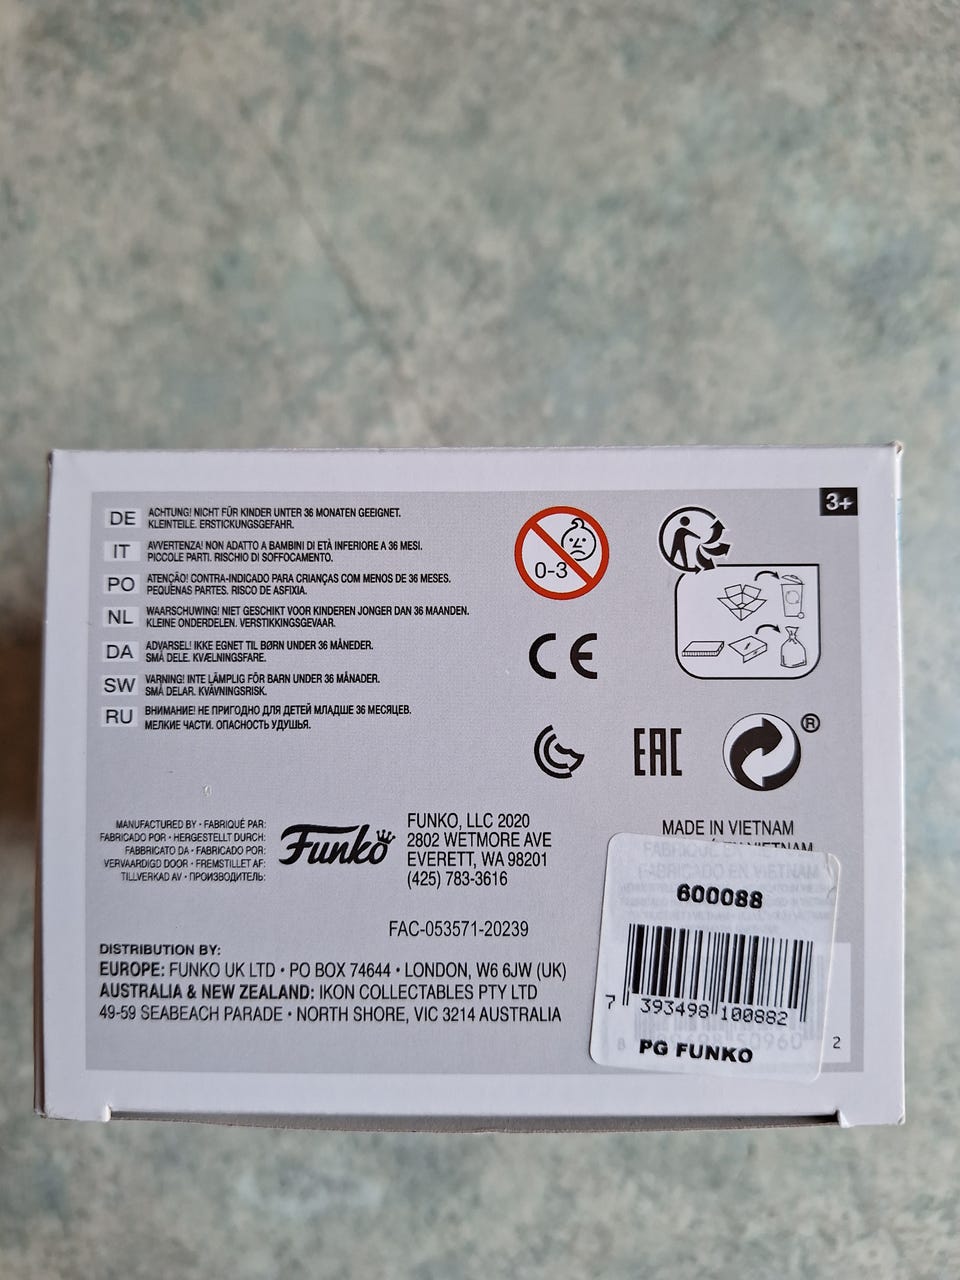 3+
DE
ACHTUNG! NICHT FÜR KINDER UNTER 36 MONATEN GEEIGNET.
KLEINTEILE. ERSTICKUNGSGEFAHR.
IT
AVVERTENZA! NON ADATTO A BAMBINI DI ETÀ INFERIORE A 36 MESI.
PICCOLE PARTI. RISCHIO DI SOFFOCAMENTO.
PO
ATENÇÃO! CONTRA-INDICADO PARA CRIANÇAS COM MENOS DE 36 MESES.
PEQUENAS PARTES. RISCO DE ASFIXIA.
NL
WAARSCHUWING! NIET GESCHIKT VOOR KINDEREN JONGER DAN 36 MAANDEN.
KLEINE ONDERDELEN. VERSTIKKINGSGEVAAR.
DA
ADVARSEL! IKKE EGNET TIL BØRN UNDER 36 MÅNEDER.
SMÅ DELE. KVÆLNINGSFARE.
SW
VARNING! INTE LÄMPLIG FÖR BARN UNDER 36 MÅNADER.
SMÅ DELAR. KVÄVNINGSRISK.
RU
ВНИМАНИЕ! НЕ ПРИГОДНО ДЛЯ ДЕТЕЙ МЛАДШЕ 36 МЕСЯЦЕВ.
МЕЛКИЕ ЧАСТИ. ОПАСНОСТЬ УДУШЬЯ.
0-3
CE
EAC
®
MANUFACTURED BY • FABRIQUÉ PAR:
FABRICADO POR • HERGESTELLT DURCH:
FABBRICATO DA • FABRICADO POR:
VERVAARDIGD DOOR • FREMSTILLET AF:
TILLVERKAD AV • ПРОИЗВОДИТЕЛЬ:
Funko
FUNKO, LLC 2020
2802 WETMORE AVE
EVERETT, WA 98201
(425) 783-3616
FAC-053571-20239
DISTRIBUTION BY:
EUROPE: FUNKO UK LTD • PO BOX 74644 • LONDON, W6 6JW (UK)
AUSTRALIA & NEW ZEALAND: IKON COLLECTABLES PTY LTD
49-59 SEABEACH PARADE • NORTH SHORE, VIC 3214 AUSTRALIA
MADE IN VIETNAM
FABRIQUÉ EN VIETNAM
FABRICADO EN VIETNAM
600088
7 393498 100882
PG FUNKO
2